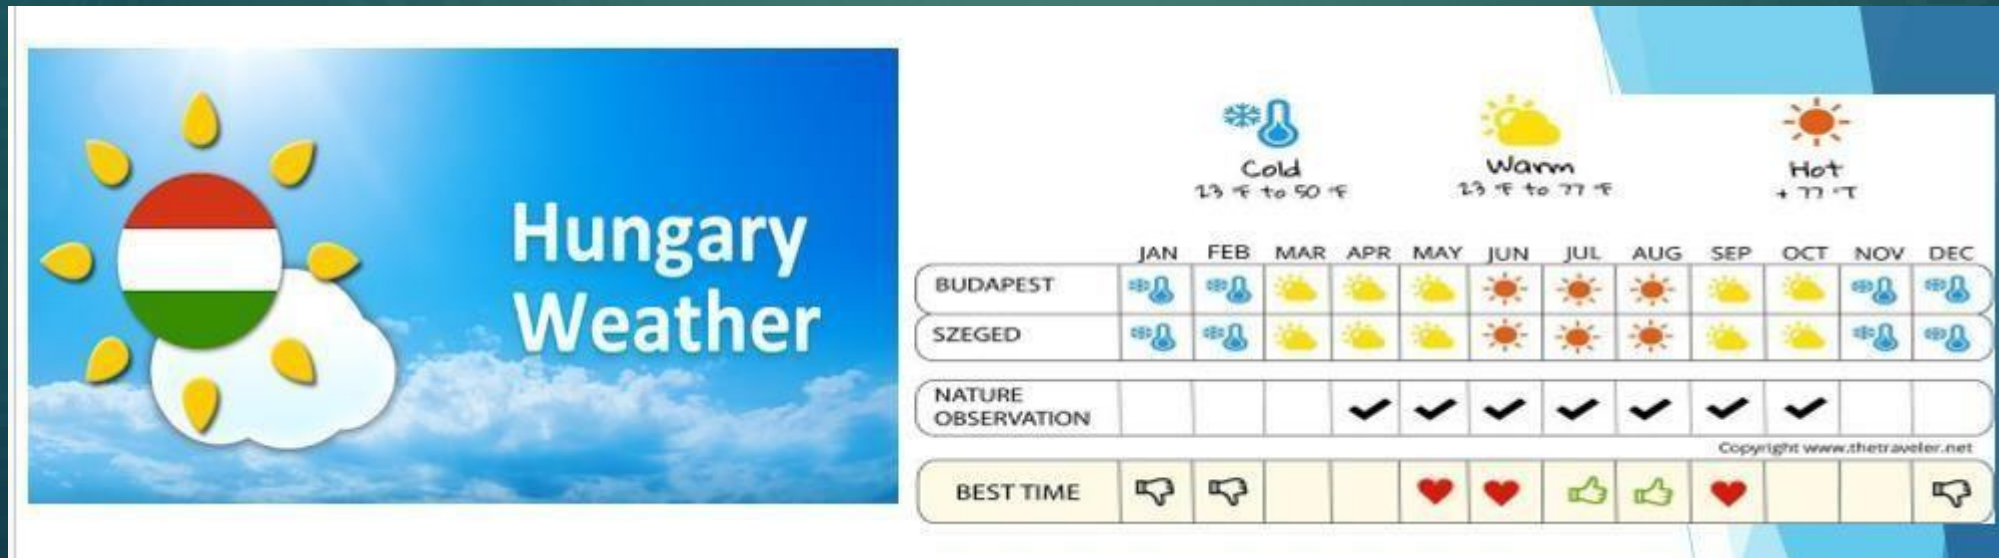 Hungary
Weather
Cold
23 °F to 50 °F
Warm
23 °F to 77 °F
Hot
+ 77 °F
JAN FEB MAR APR MAY JUN JUL AUG SEP OCT NOV DEC
BUDAPEST
SZEGED
NATURE
OBSERVATION
Copyright www.thetraveler.net
BEST TIME